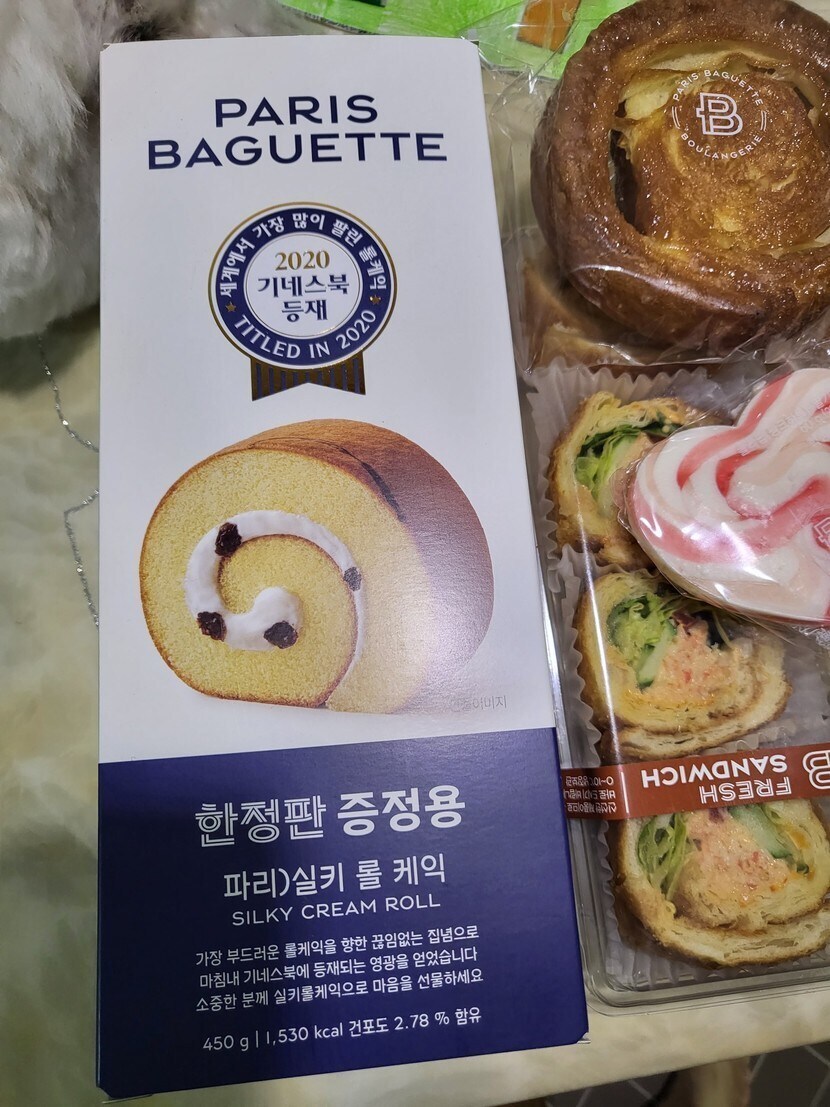 PARIS
BAGUETTE
세계에서 가장 많이 팔린 롤케익
2020
기네스북
등재
TITLED IN 2020
한정판 증정용
파리)실키 롤 케익
SILKY CREAM ROLL
가장 부드러운 롤케익을 향한 끊임없는 집념으로
마침내 기네스북에 등재되는 영광을 얻었습니다
소중한 분께 실키롤케익으로 마음을 선물하세요
450 g | 1,530 kcal 건포도 2.78 % 함유
PARIS BAGUETTE
B
BOULANGERIE
FRESH
SANDWICH
B